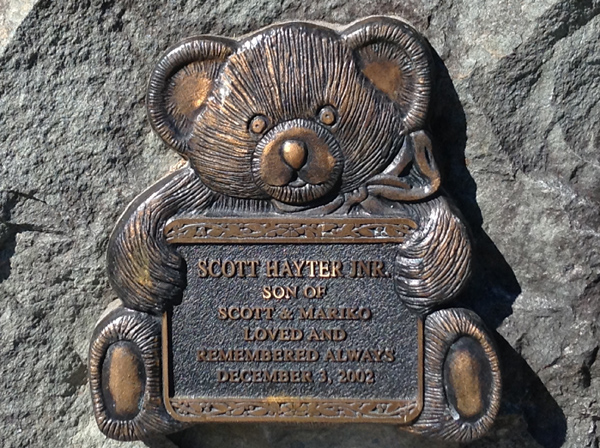 SCOTT HAYTER JNR.
SON OF
SCOTT & MARIKO
LOVED AND
REMEMBERED ALWAYS
DECEMBER 3, 2002